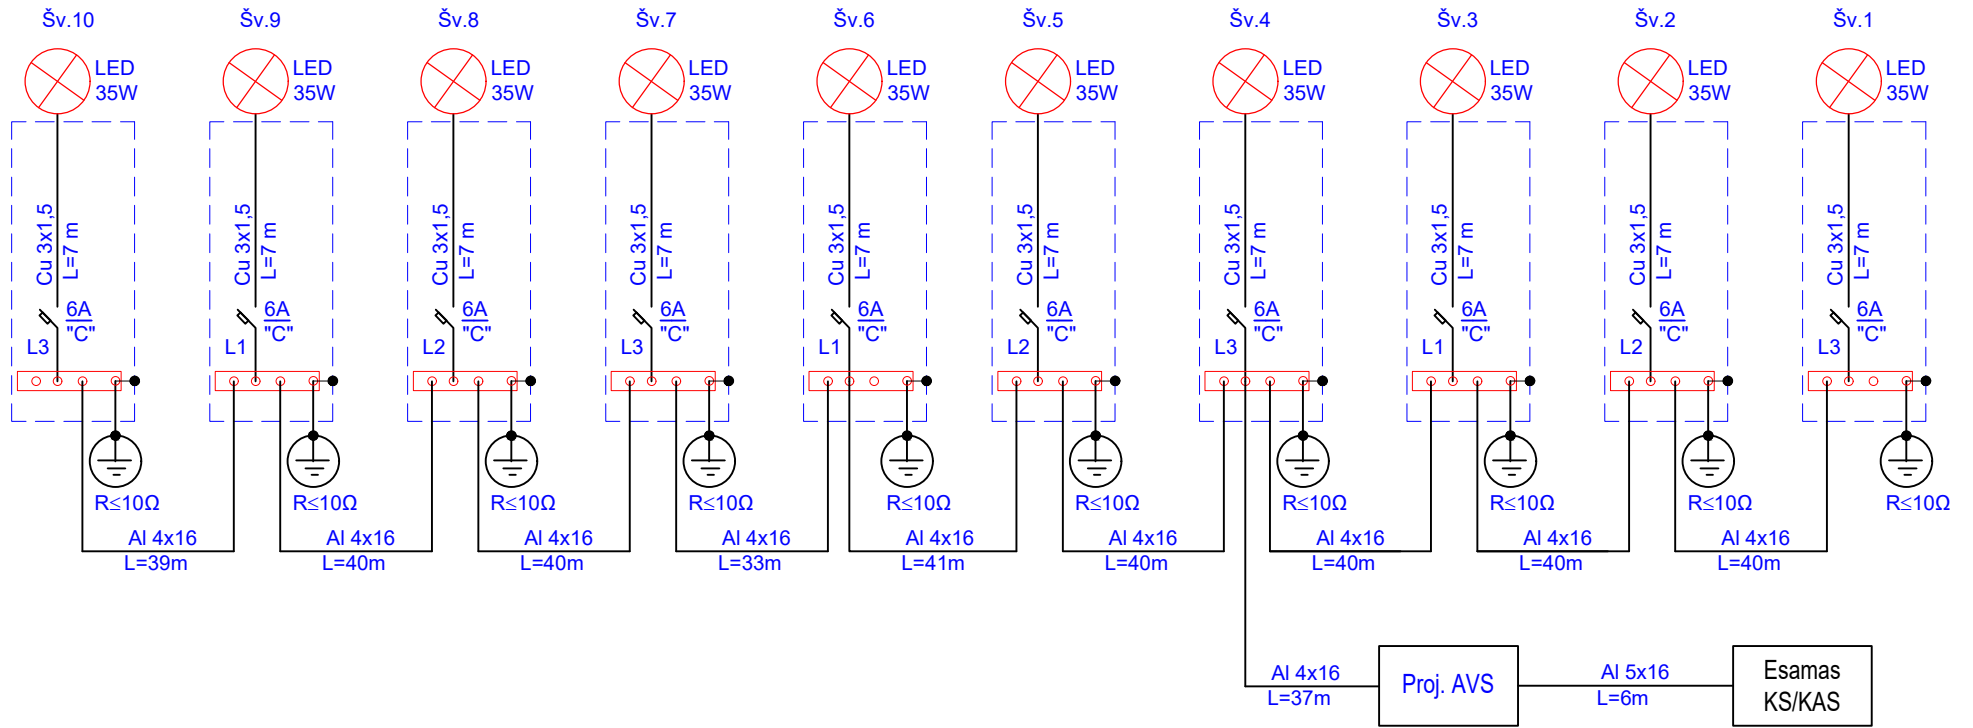 Šv.10 Šv.9 Šv.8 Šv.7 Šv.6 Šv.5 Šv.4 Šv.3 Šv.2 Šv.1
LED LED LED LED LED LED LED LED LED LED
35W 35W 35W 35W 35W 35W 35W 35W 35W 35W
Cu 3x1,5 Cu 3x1,5 Cu 3x1,5 Cu 3x1,5 Cu 3x1,5 Cu 3x1,5 Cu 3x1,5 Cu 3x1,5 Cu 3x1,5 Cu 3x1,5
L=7 m L=7 m L=7 m L=7 m L=7 m L=7 m L=7 m L=7 m L=7 m L=7 m
6A 6A 6A 6A 6A 6A 6A 6A 6A 6A
"C" "C" "C" "C" "C" "C" "C" "C" "C" "C"
L3 L1 L2 L3 L1 L2 L3 L1 L2 L3
R≤10Ω R≤10Ω R≤10Ω R≤10Ω R≤10Ω R≤10Ω R≤10Ω R≤10Ω R≤10Ω R≤10Ω
Al 4x16 Al 4x16 Al 4x16 Al 4x16 Al 4x16 Al 4x16 Al 4x16 Al 4x16 Al 4x16
L=39m L=40m L=40m L=33m L=41m L=40m L=40m L=40m L=40m
Al 4x16
L=37m
Proj. AVS
Al 5x16
L=6m
Esamas
KS/KAS